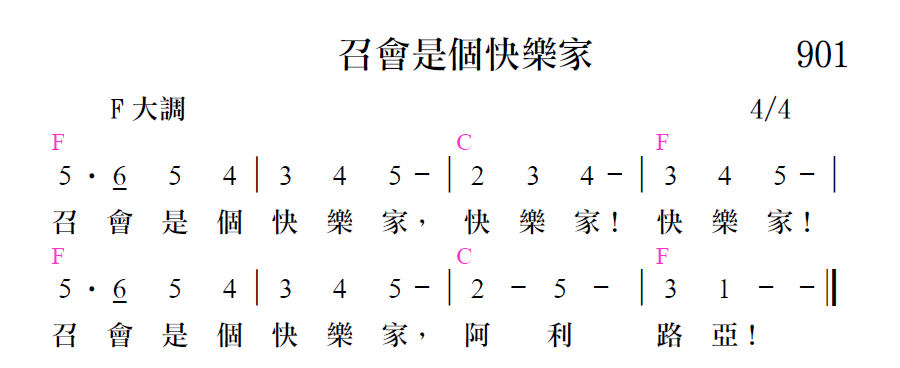 召會是個快樂家 901
F 大調 4/4
F C F
5 · 6 5 4 | 3 4 5 – | 2 3 4 – | 3 4 5 – |
召 會 是 個 快 樂 家， 快 樂 家！ 快 樂 家！
F C F
5 · 6 5 4 | 3 4 5 – | 2 – 5 – | 3 1 – – ‖
召 會 是 個 快 樂 家， 阿 利 路 亞！